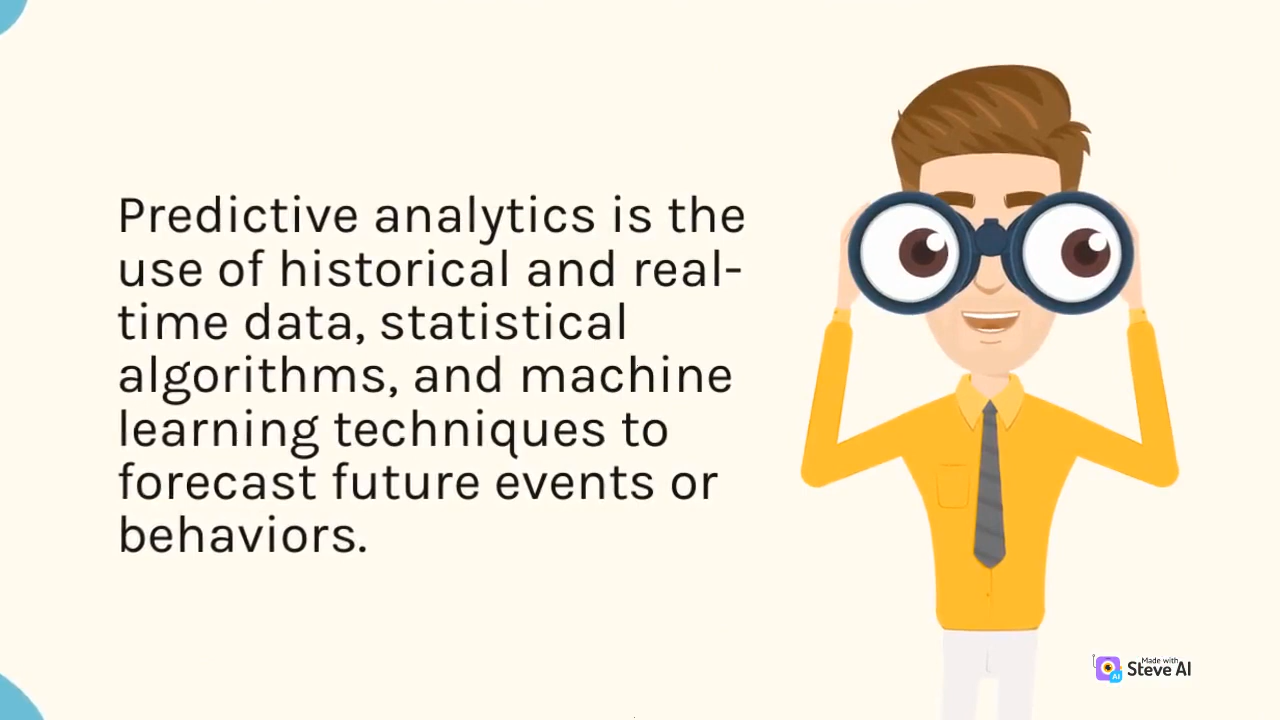 Predictive analytics is the
use of historical and real-
time data, statistical
algorithms, and machine
learning techniques to
forecast future events or
behaviors.
Made with
Steve AI
AI